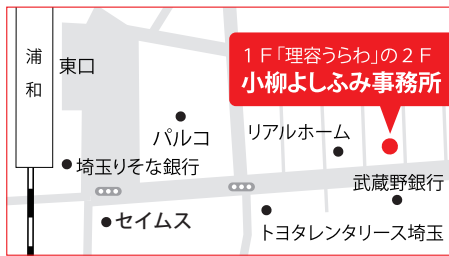 1F「理容うらわ」の2F
小柳よしふみ事務所
浦和
東口
パルコ
リアルホーム
埼玉りそな銀行
武蔵野銀行
セイムス
トヨタレンタリース埼玉